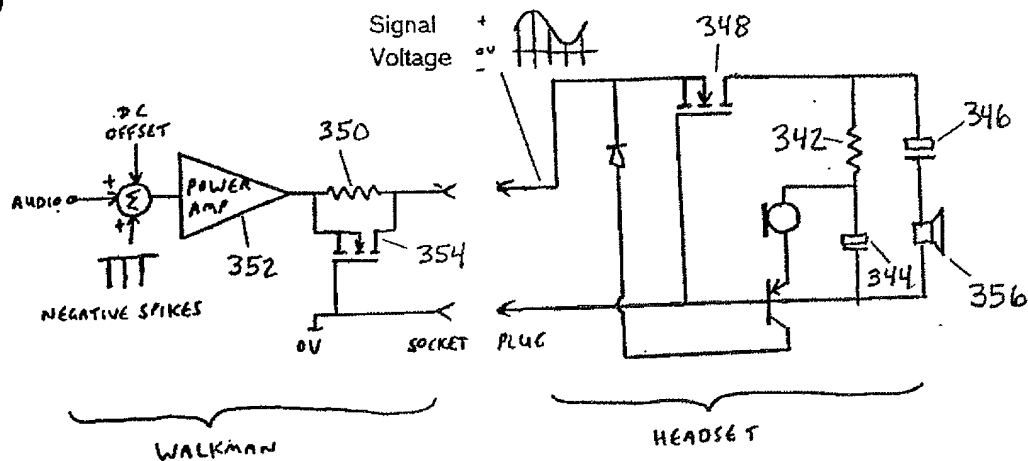 Signal +
Voltage 0V
-
348
DC
OFFSET
350
342
346
+
AUDIO
Σ
POWER
AMP
+
354
352
344
356
NEGATIVE SPIKES
0V
SOCKET
PLUG
WALKMAN
HEADSET